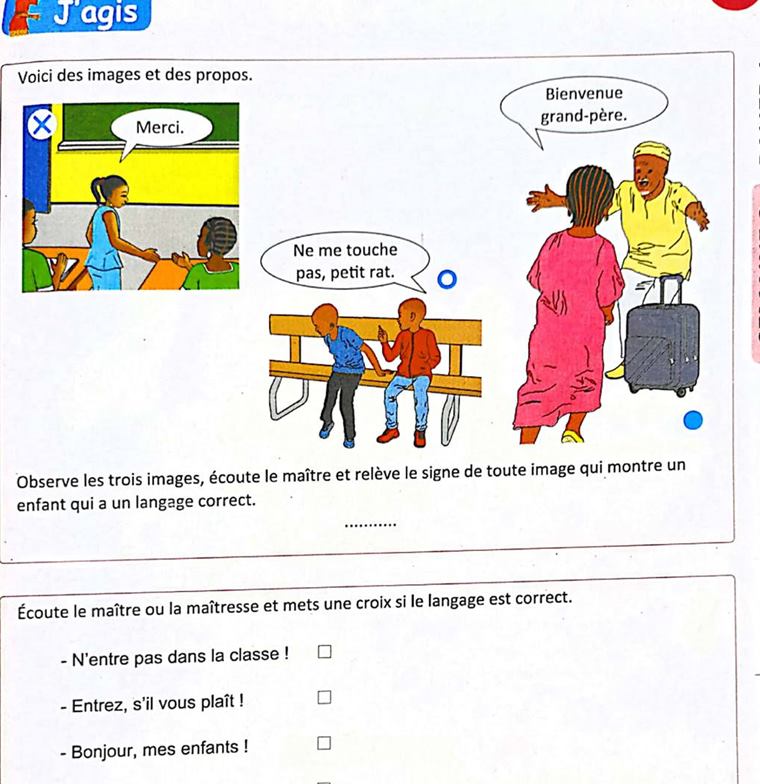 J'agis
Voici des images et des propos.
Merci.
Bienvenue
grand-père.
Ne me touche
pas, petit rat.
Observe les trois images, écoute le maître et relève le signe de toute image qui montre un
enfant qui a un langage correct.
...........
Écoute le maître ou la maîtresse et mets une croix si le langage est correct.
- N'entre pas dans la classe ! □
- Entrez, s'il vous plaît ! □
- Bonjour, mes enfants ! □